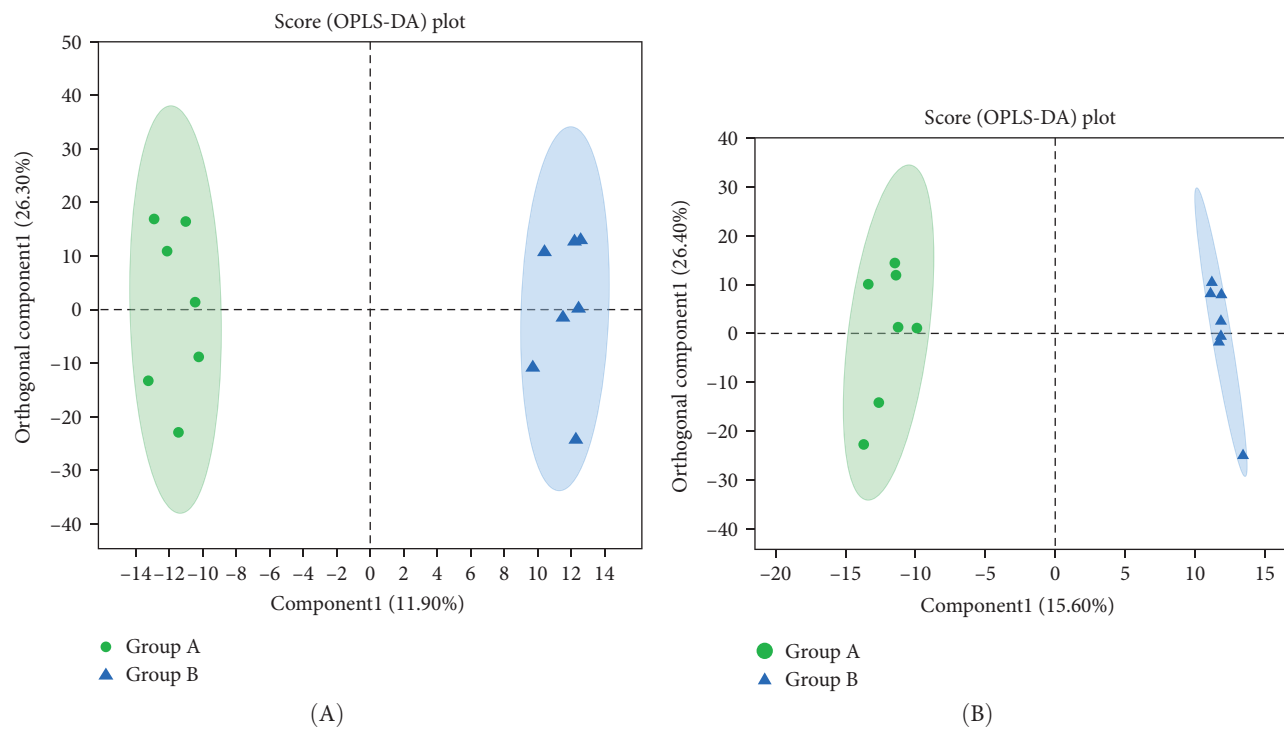 Score (OPLS-DA) plot
50
40
30
20
10
0
−10
−20
−30
−40
Orthogonal component1 (26.30%)
−14 −12 −10 −8 −6 −4 −2 0 2 4 6 8 10 12 14
Component1 (11.90%)
Group A
Group B
(A)
Score (OPLS-DA) plot
40
30
20
10
0
−10
−20
−30
−40
Orthogonal component1 (26.40%)
−20 −15 −10 −5 0 5 10 15
Component1 (15.60%)
Group A
Group B
(B)